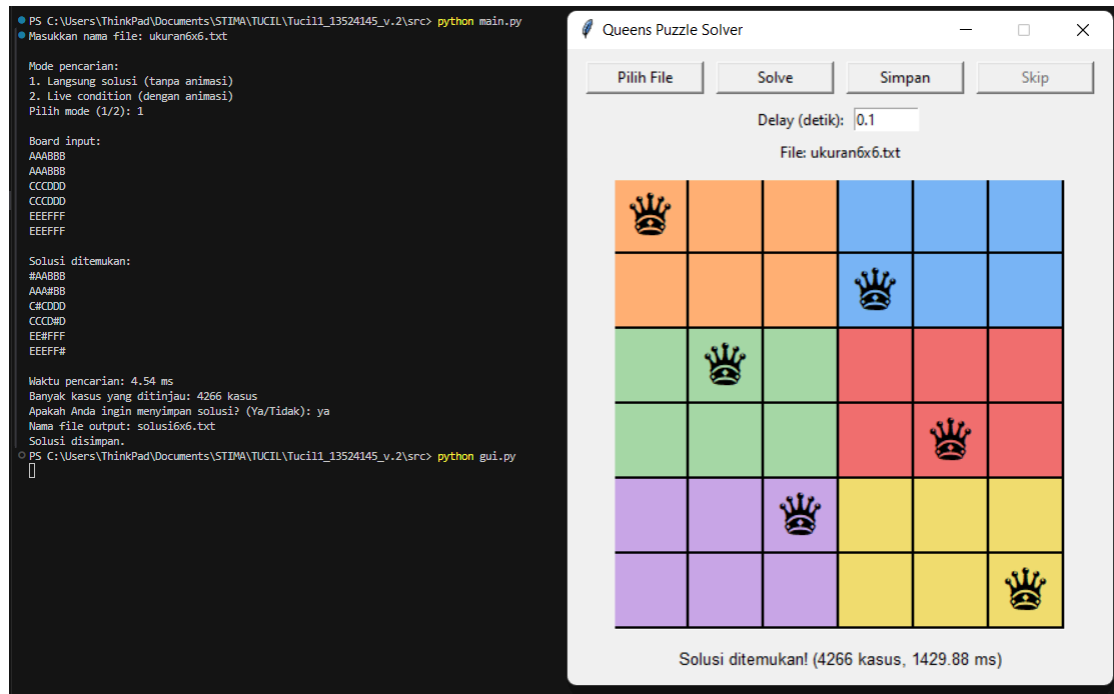 PS C:\Users\ThinkPad\Documents\STIMA\TUCIL\Tucil1_13524145_v.2\src> python main.py
Masukkan nama file: ukuran6x6.txt
Mode pencarian:
1. Langsung solusi (tanpa animasi)
2. Live condition (dengan animasi)
Pilih mode (1/2): 1
Board input:
AAABBB
AAABBB
CCCDDD
CCCDDD
EEEFFF
EEEFFF
Solusi ditemukan:
#AABBB
AAA#BB
C#CDDD
CCCD#D
EE#FFF
EEEFF#
Waktu pencarian: 4.54 ms
Banyak kasus yang ditinjau: 4266 kasus
Apakah Anda ingin menyimpan solusi? (Ya/Tidak): ya
Nama file output: solusi6x6.txt
Solusi disimpan.
PS C:\Users\ThinkPad\Documents\STIMA\TUCIL\Tucil1_13524145_v.2\src> python gui.py
Queens Puzzle Solver
Pilih File Solve Simpan Skip
Delay (detik): 0.1
File: ukuran6x6.txt
Solusi ditemukan! (4266 kasus, 1429.88 ms)